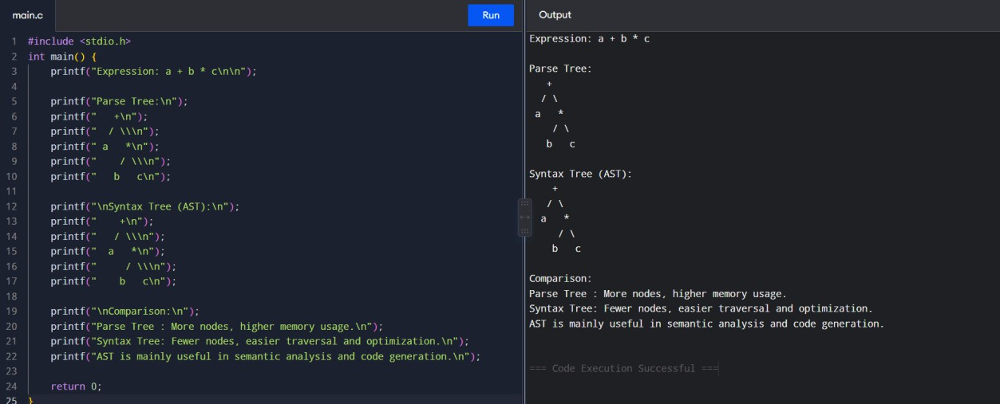 main.c
Run
1 #include <stdio.h>
2 int main() {
3     printf("Expression: a + b * c\n\n");
4
5     printf("Parse Tree:\n");
6     printf("   +\n");
7     printf("  / \\\n");
8     printf(" a   *\n");
9     printf("    / \\\n");
10     printf("   b   c\n");
11
12     printf("\nSyntax Tree (AST):\n");
13     printf("    +\n");
14     printf("   / \\\n");
15     printf("  a   *\n");
16     printf("     / \\\n");
17     printf("    b   c\n");
18
19     printf("\nComparison:\n");
20     printf("Parse Tree : More nodes, higher memory usage.\n");
21     printf("Syntax Tree: Fewer nodes, easier traversal and optimization.\n");
22     printf("AST is mainly useful in semantic analysis and code generation.\n");
23
24     return 0;
25 }
Output
Expression: a + b * c
Parse Tree:
   +
  / \
 a   *
    / \
   b   c
Syntax Tree (AST):
    +
   / \
  a   *
     / \
    b   c
Comparison:
Parse Tree : More nodes, higher memory usage.
Syntax Tree: Fewer nodes, easier traversal and optimization.
AST is mainly useful in semantic analysis and code generation.
=== Code Execution Successful ===